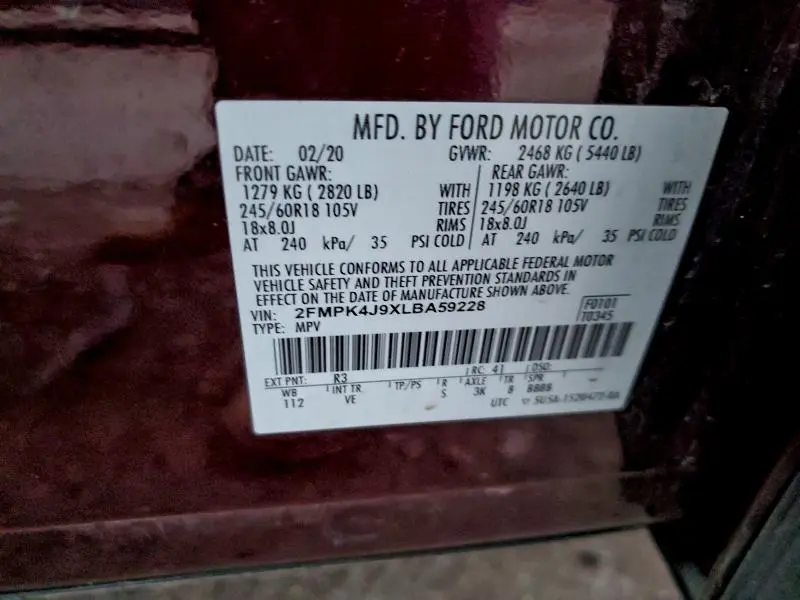 MFD. BY FORD MOTOR CO.
DATE: 02/20 GVWR: 2468 KG ( 5440 LB)
FRONT GAWR: REAR GAWR:
1279 KG ( 2820 LB) WITH 1198 KG ( 2640 LB) WITH
245/60R18 105V TIRES 245/60R18 105V TIRES
18x8.0J RIMS 18x8.0J RIMS
AT 240 kPa/ 35 PSI COLD AT 240 kPa/ 35 PSI COLD
THIS VEHICLE CONFORMS TO ALL APPLICABLE FEDERAL MOTOR
VEHICLE SAFETY AND THEFT PREVENTION STANDARDS IN
EFFECT ON THE DATE OF MANUFACTURE SHOWN ABOVE.
VIN: 2FMPK4J9XLBA59228 F0101
TYPE: MPV T0345
EXT PNT: R3 RC: 41 DSO:
WB INT TR TP/PS R AXLE TR SPR
112 VE S 3K 8 8888
UTC